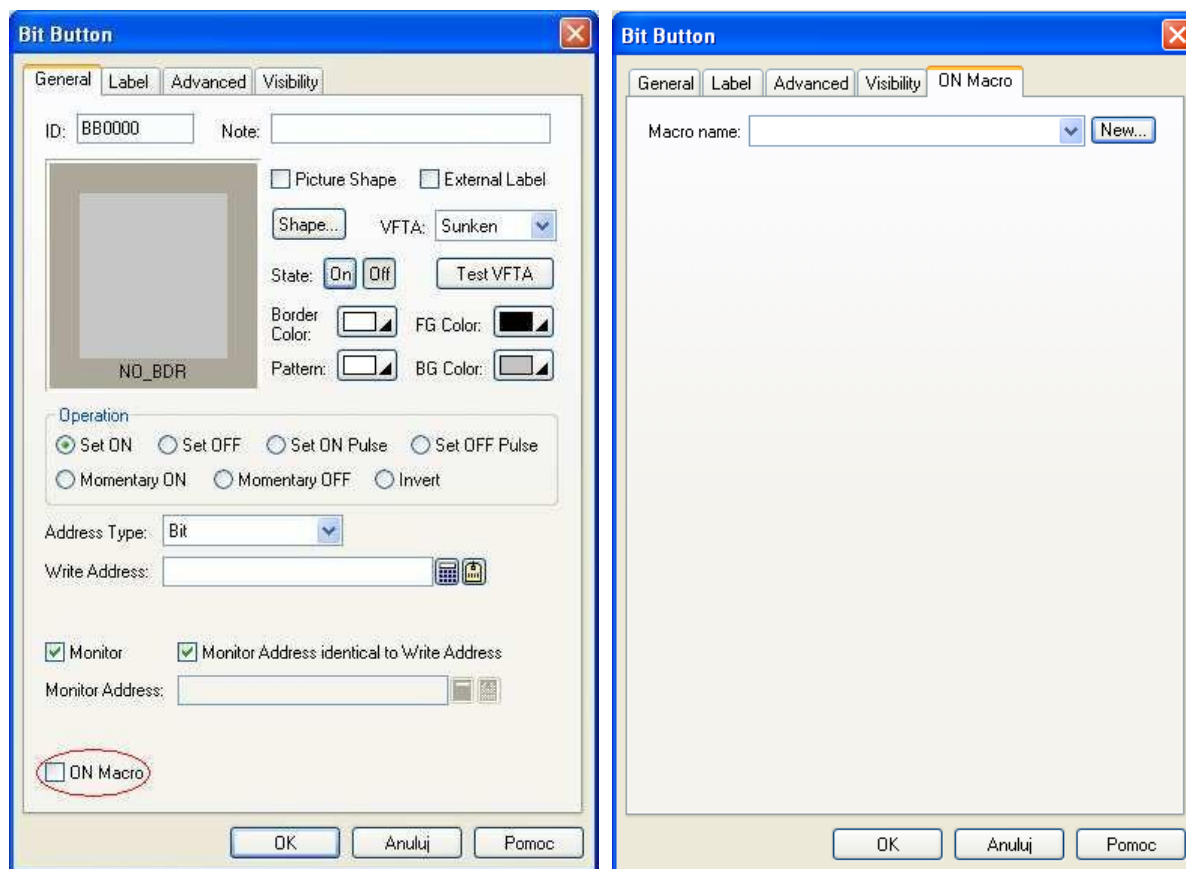 Bit Button
General Label Advanced Visibility
ID: BB0000 Note:
Picture Shape External Label
Shape... VFTA: Sunken
State: On Off Test VFTA
Border Color: FG Color:
Pattern: BG Color:
NO_BDR
Operation
Set ON Set OFF Set ON Pulse Set OFF Pulse
Momentary ON Momentary OFF Invert
Address Type: Bit
Write Address:
Monitor Monitor Address identical to Write Address
Monitor Address:
ON Macro
OK Anuluj Pomoc
Bit Button
General Label Advanced Visibility ON Macro
Macro name: New...
OK Anuluj Pomoc